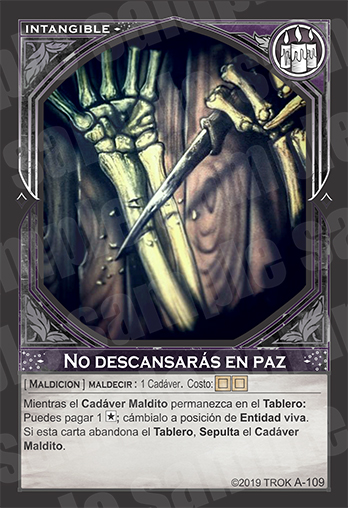 INTANGIBLE
NO DESCANSARÁS EN PAZ
[ MALDICION ] MALDECIR : 1 Cadáver. Costo:
Mientras el Cadáver Maldito permanezca en el Tablero:
Puedes pagar 1 ★; cámbialo a posición de Entidad viva.
Si esta carta abandona el Tablero, Sepulta el Cadáver
Maldito.
©2019 TROK A-109
Sample